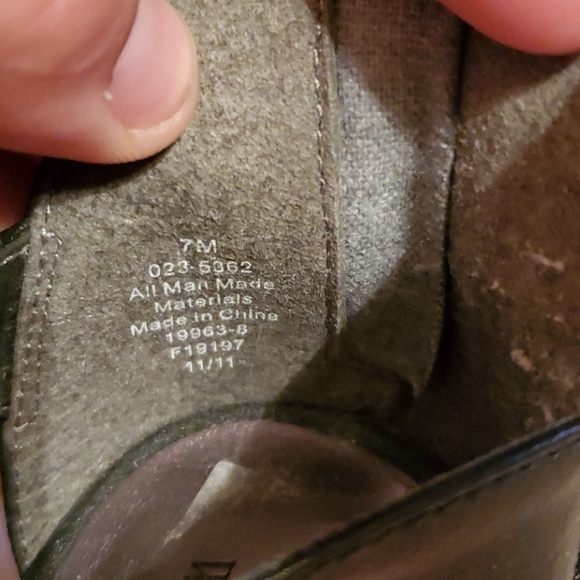 7M
023-5362
All Man Made
Materials
Made in China
19963-8
F19197
11/11